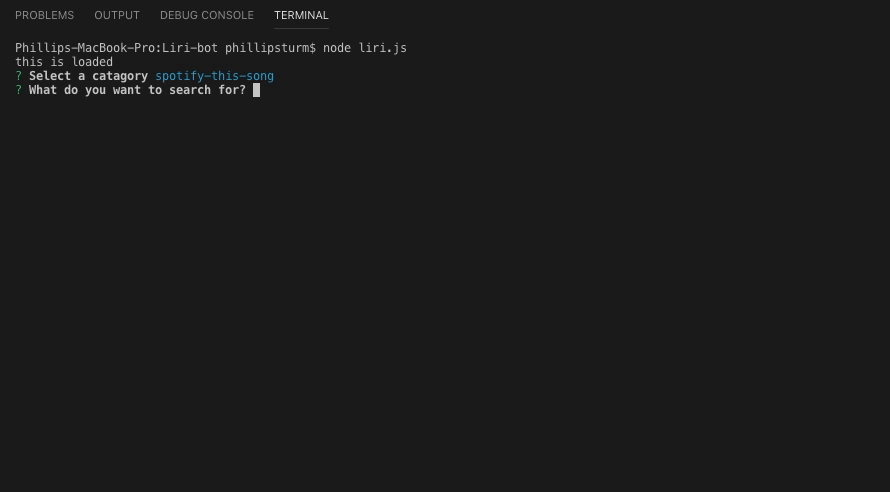 PROBLEMS OUTPUT DEBUG CONSOLE TERMINAL
Phillips-MacBook-Pro:Liri-bot phillipsturm$ node liri.js
this is loaded
? Select a catagory spotify-this-song
? What do you want to search for?